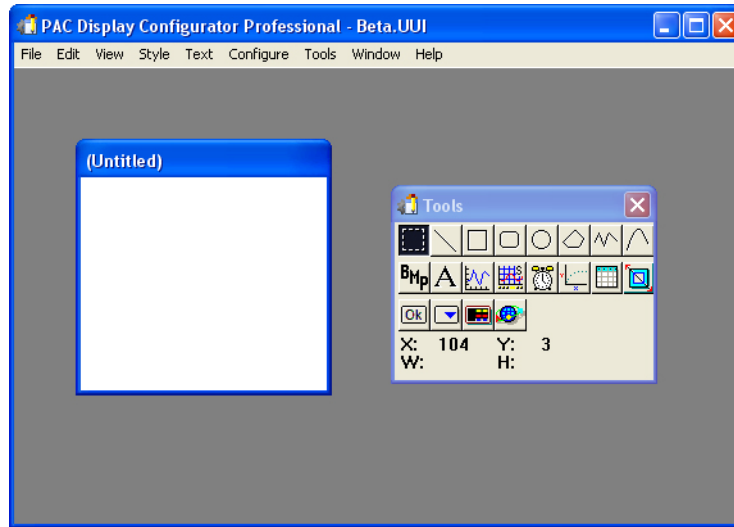 PAC Display Configurator Professional - Beta.UUI
File Edit View Style Text Configure Tools Window Help
(Untitled)
Tools
BMP A
Ok
X: 104 Y: 3
W: H: